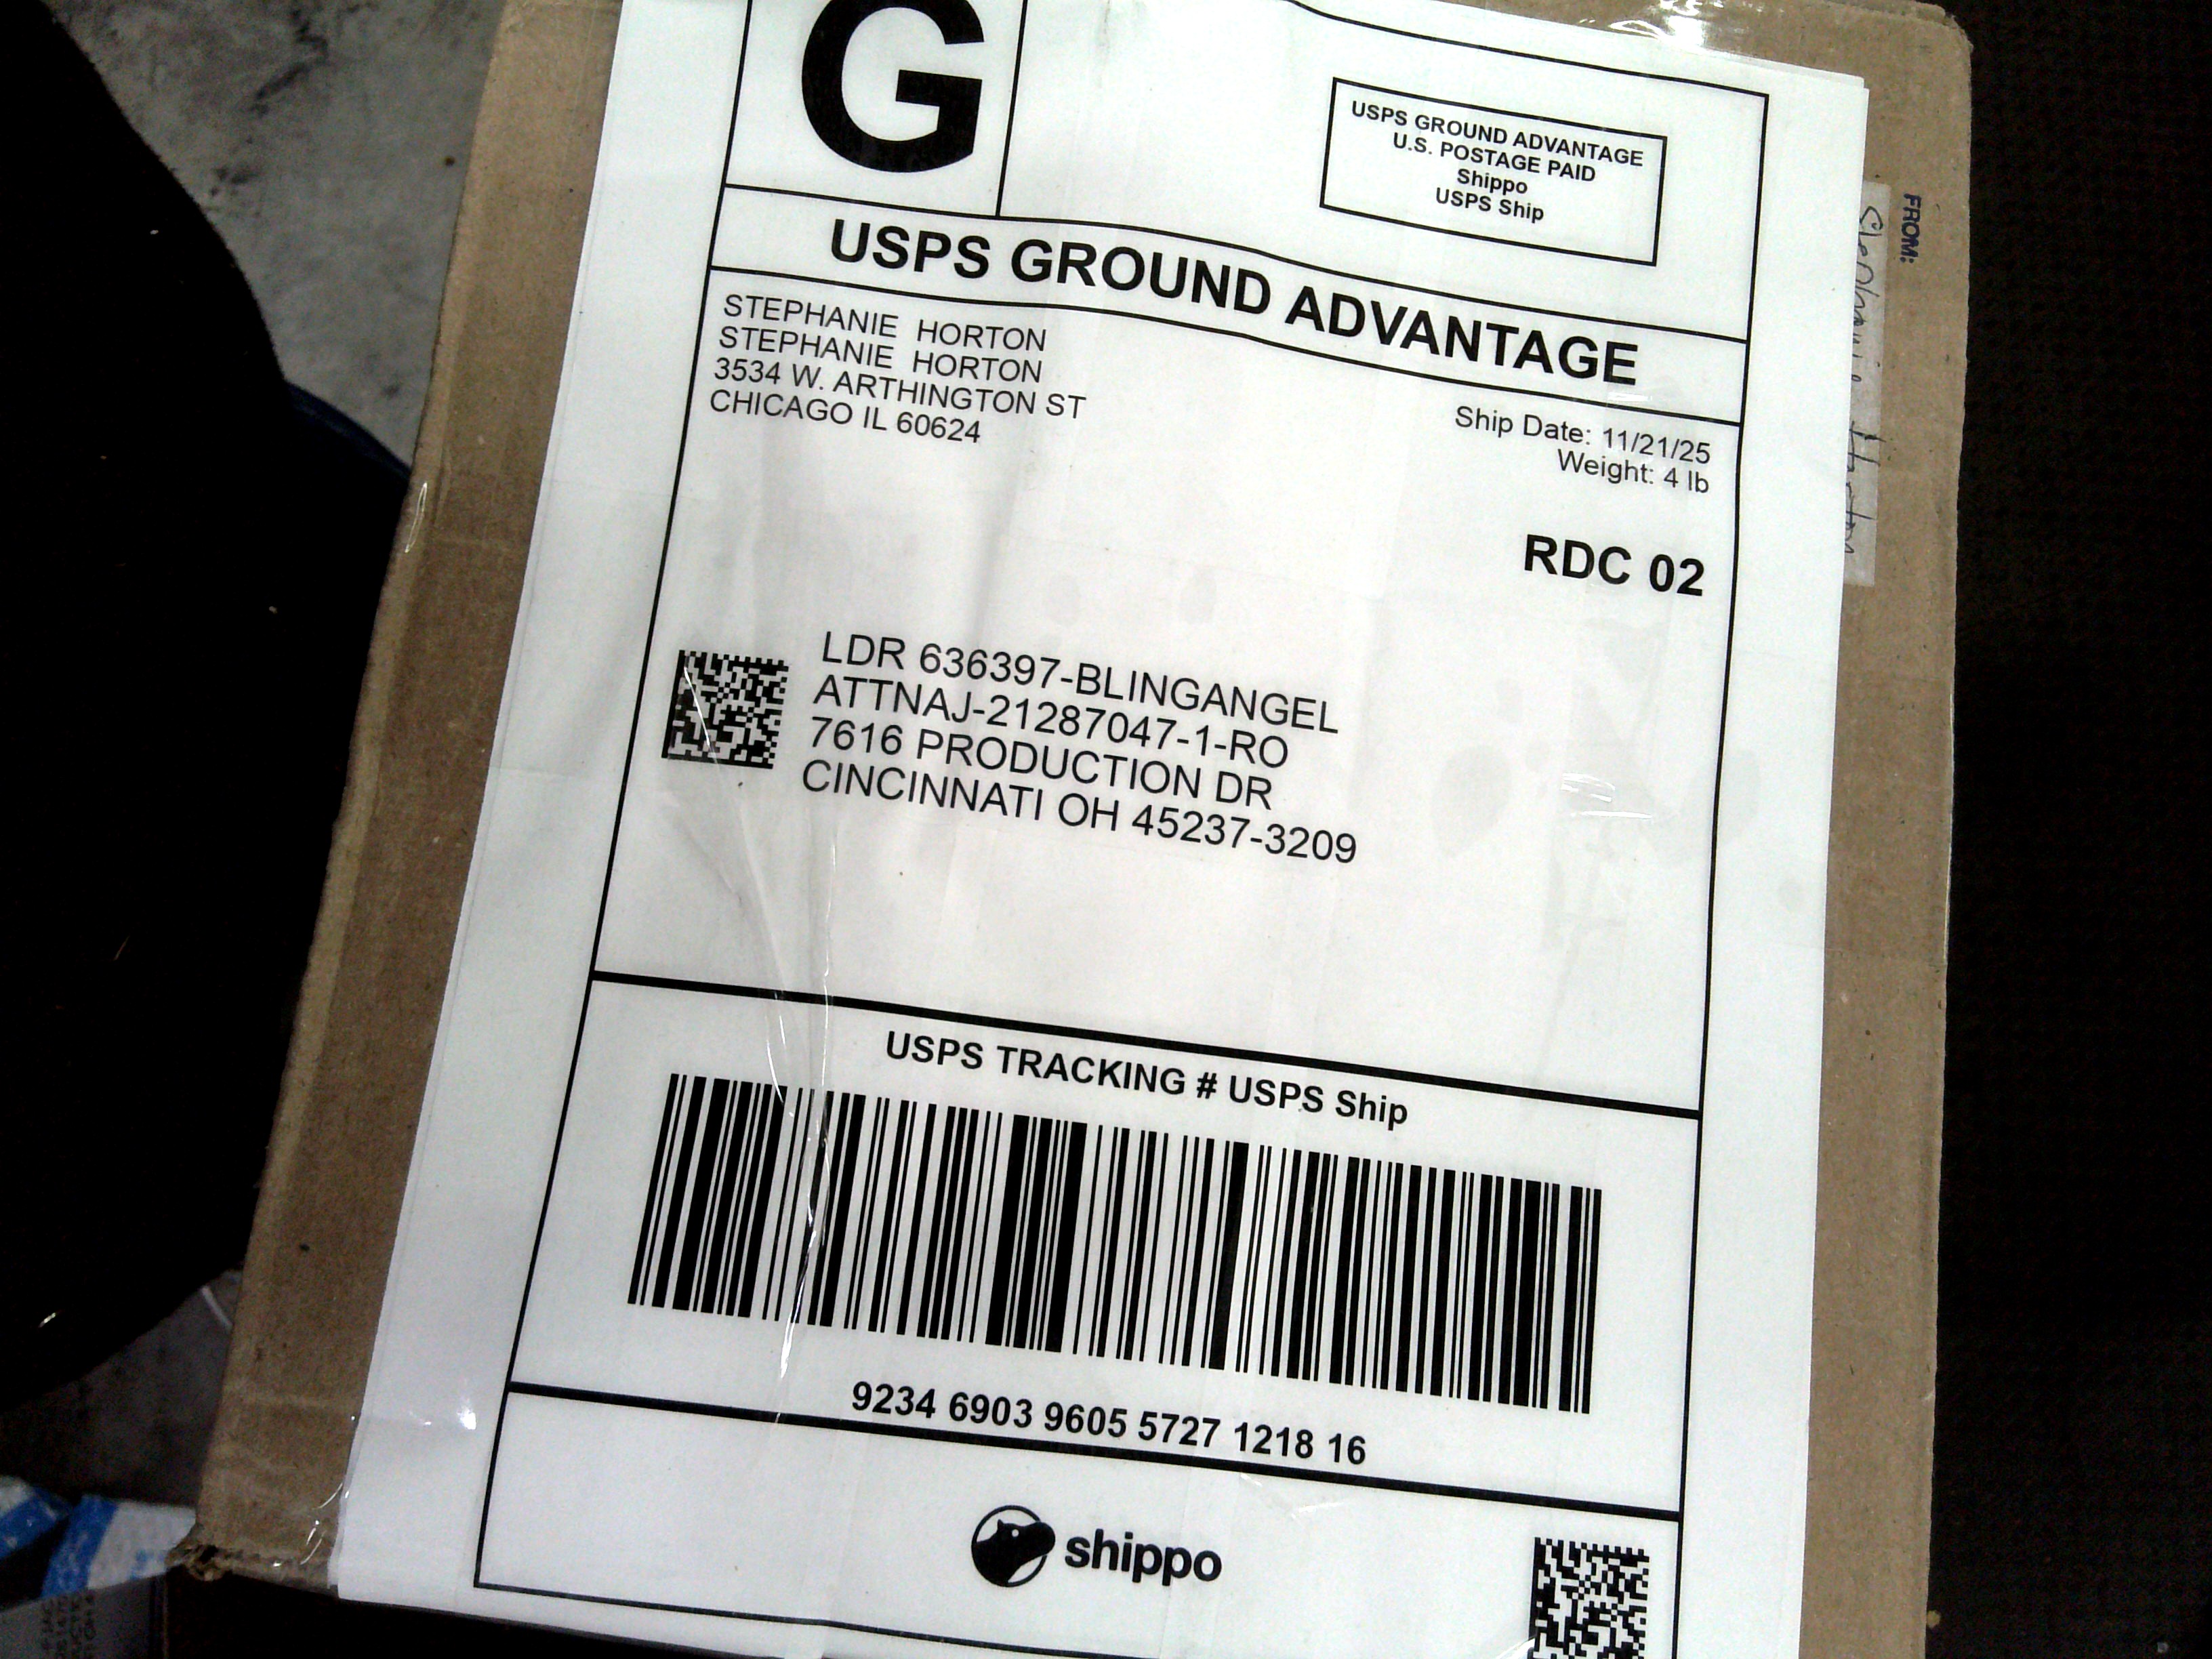 G
USPS GROUND ADVANTAGE
U.S. POSTAGE PAID
Shippo
USPS Ship
USPS GROUND ADVANTAGE
STEPHANIE HORTON
STEPHANIE HORTON
3534 W. ARTHINGTON ST
CHICAGO IL 60624
Ship Date: 11/21/25
Weight: 4 lb
RDC 02
LDR 636397-BLINGANGEL
ATTNAJ-21287047-1-RO
7616 PRODUCTION DR
CINCINNATI OH 45237-3209
USPS TRACKING # USPS Ship
9234 6903 9605 5727 1218 16
shippo
FROM:
Stephanie Horton